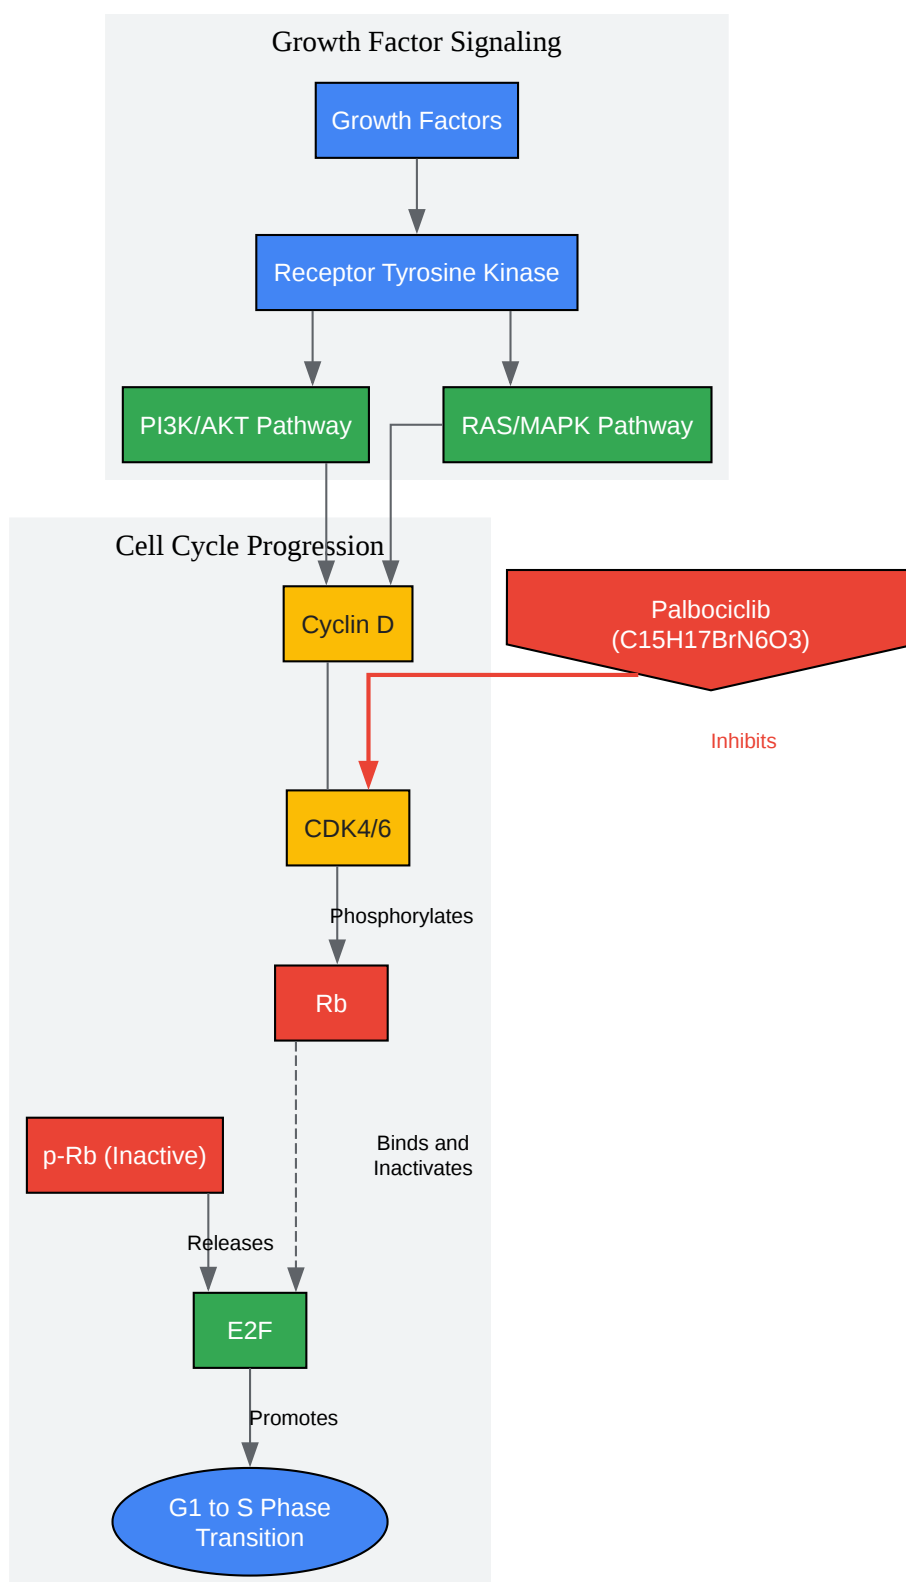 Growth Factor Signaling
Growth Factors
Receptor Tyrosine Kinase
PI3K/AKT Pathway
RAS/MAPK Pathway
Cell Cycle Progression
Cyclin D
Palbociclib
(C15H17BrN6O3)
Inhibits
CDK4/6
Phosphorylates
Rb
p-Rb (Inactive)
Binds and
Inactivates
Releases
E2F
Promotes
G1 to S Phase
Transition